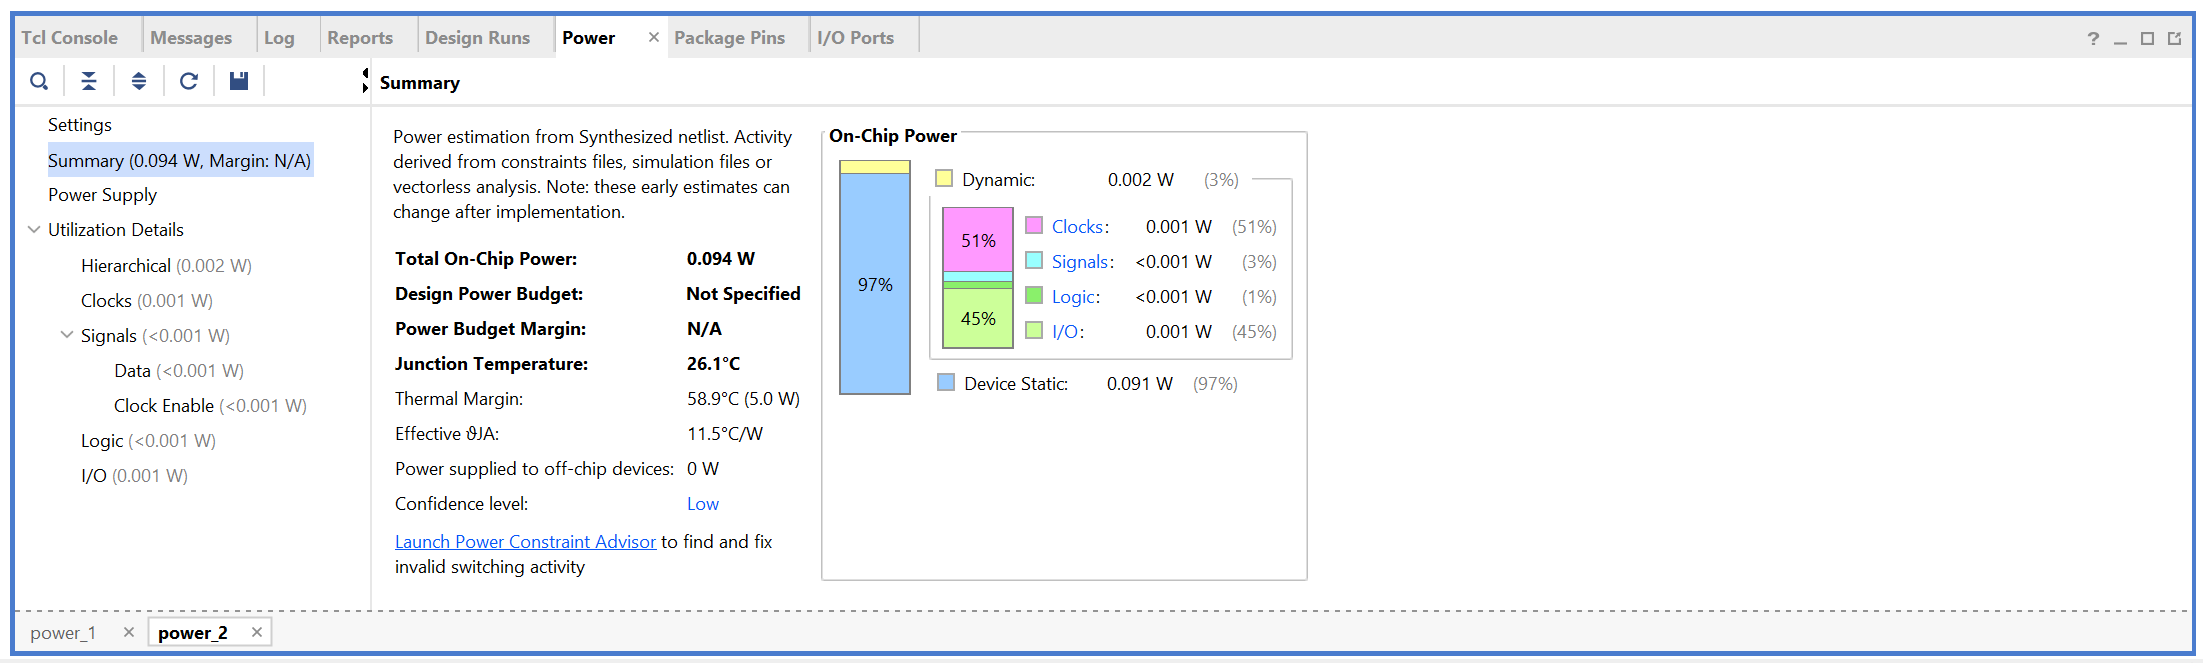 Tcl Console Messages Log Reports Design Runs Power × Package Pins I/O Ports ?
Summary
Settings
Summary (0.094 W, Margin: N/A)
Power Supply
Utilization Details
Hierarchical (0.002 W)
Clocks (0.001 W)
Signals (<0.001 W)
Data (<0.001 W)
Clock Enable (<0.001 W)
Logic (<0.001 W)
I/O (0.001 W)
Power estimation from Synthesized netlist. Activity
derived from constraints files, simulation files or
vectorless analysis. Note: these early estimates can
change after implementation.
Total On-Chip Power: 0.094 W
Design Power Budget: Not Specified
Power Budget Margin: N/A
Junction Temperature: 26.1°C
Thermal Margin: 58.9°C (5.0 W)
Effective ϑJA: 11.5°C/W
Power supplied to off-chip devices: 0 W
Confidence level: Low
Launch Power Constraint Advisor to find and fix
invalid switching activity
On-Chip Power
97%
Dynamic: 0.002 W (3%)
51%
45%
Clocks: 0.001 W (51%)
Signals: <0.001 W (3%)
Logic: <0.001 W (1%)
I/O: 0.001 W (45%)
Device Static: 0.091 W (97%)
power_1 × power_2 ×